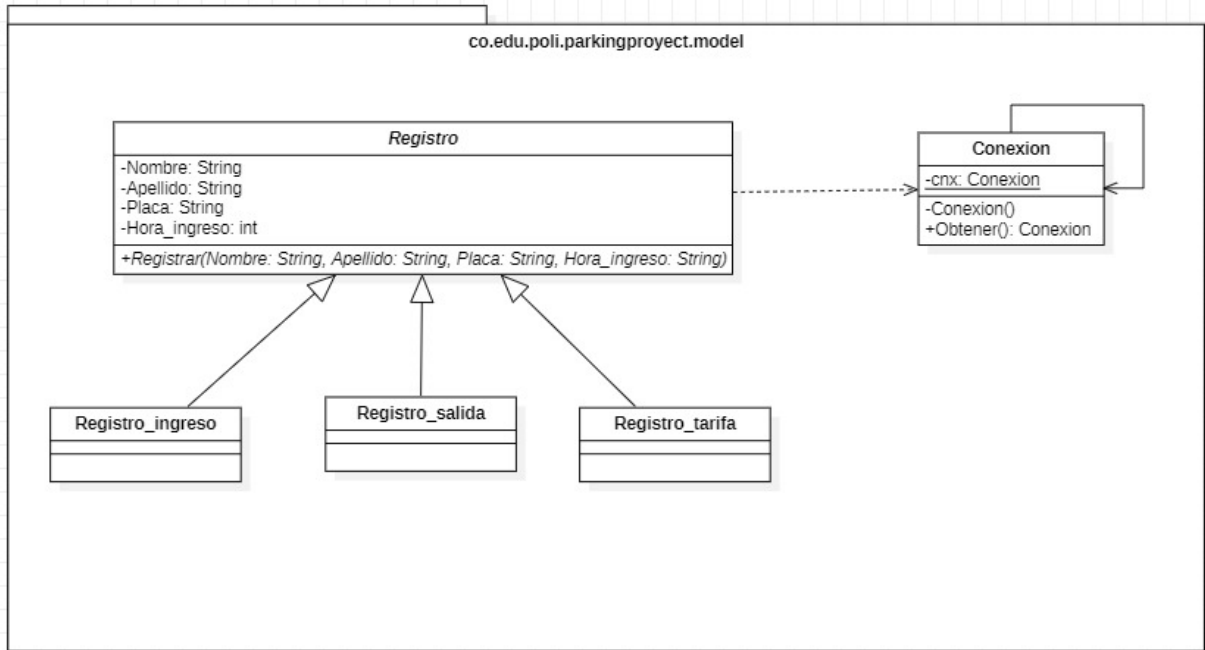 co.edu.poli.parkingproyect.model
Registro
-Nombre: String
-Apellido: String
-Placa: String
-Hora_ingreso: int
+Registrar(Nombre: String, Apellido: String, Placa: String, Hora_ingreso: String)
Conexion
-cnx: Conexion
-Conexion()
+Obtener(): Conexion
Registro_ingreso
Registro_salida
Registro_tarifa